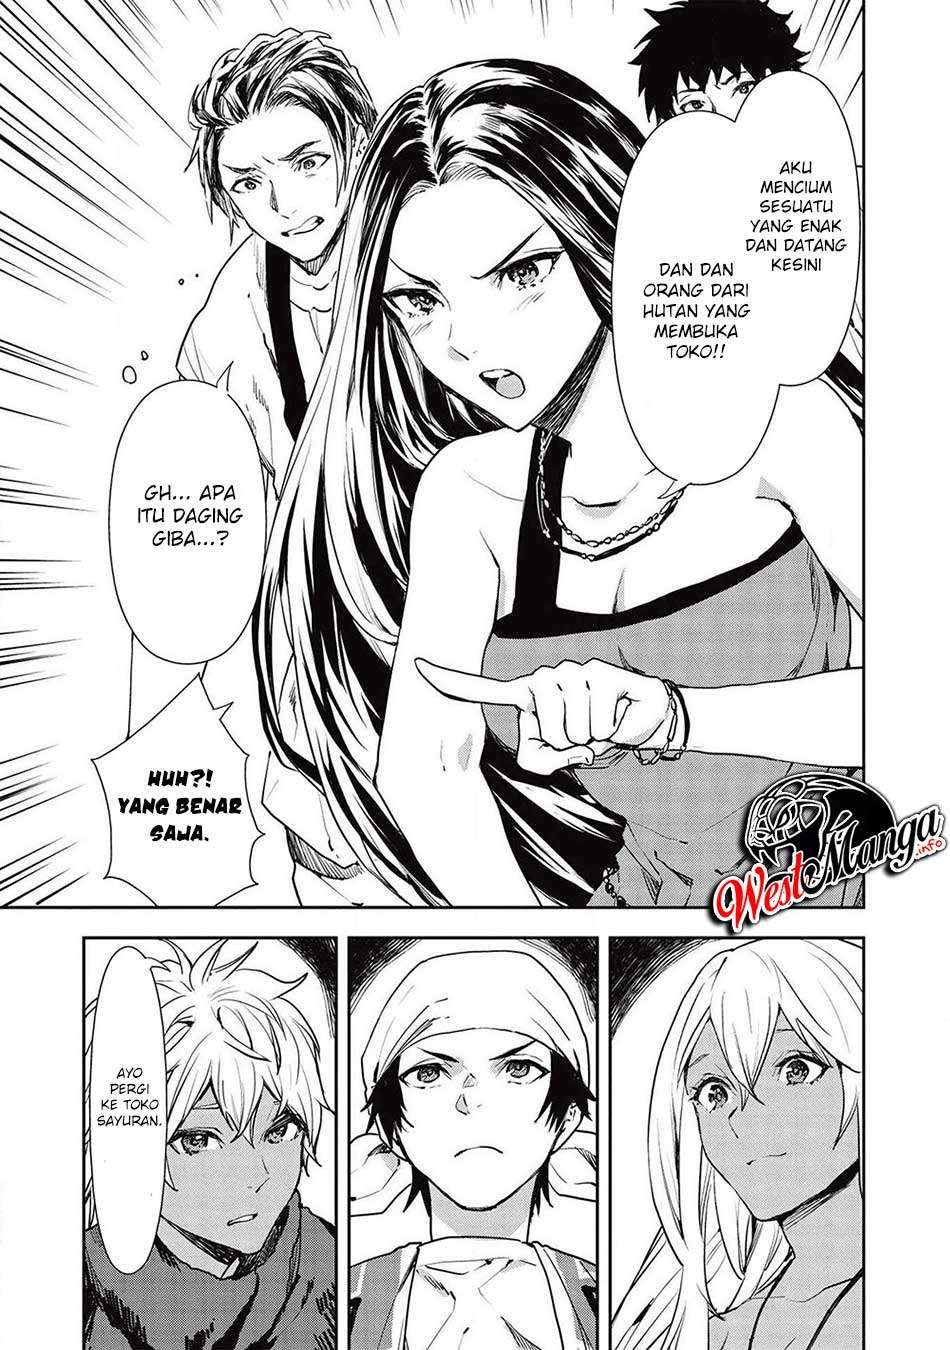 AKU
MENCIUM
SESUATU
YANG ENAK
DAN DATANG
KESINI
DAN DAN
ORANG DARI
HUTAN YANG
MEMBUKA
TOKO!!
GH... APA
ITU DAGING
GIBA...?
HUH?!
YANG BENAR
SAJA.
WestManga
.info
AYO
PERGI
KE TOKO
SAYURAN.